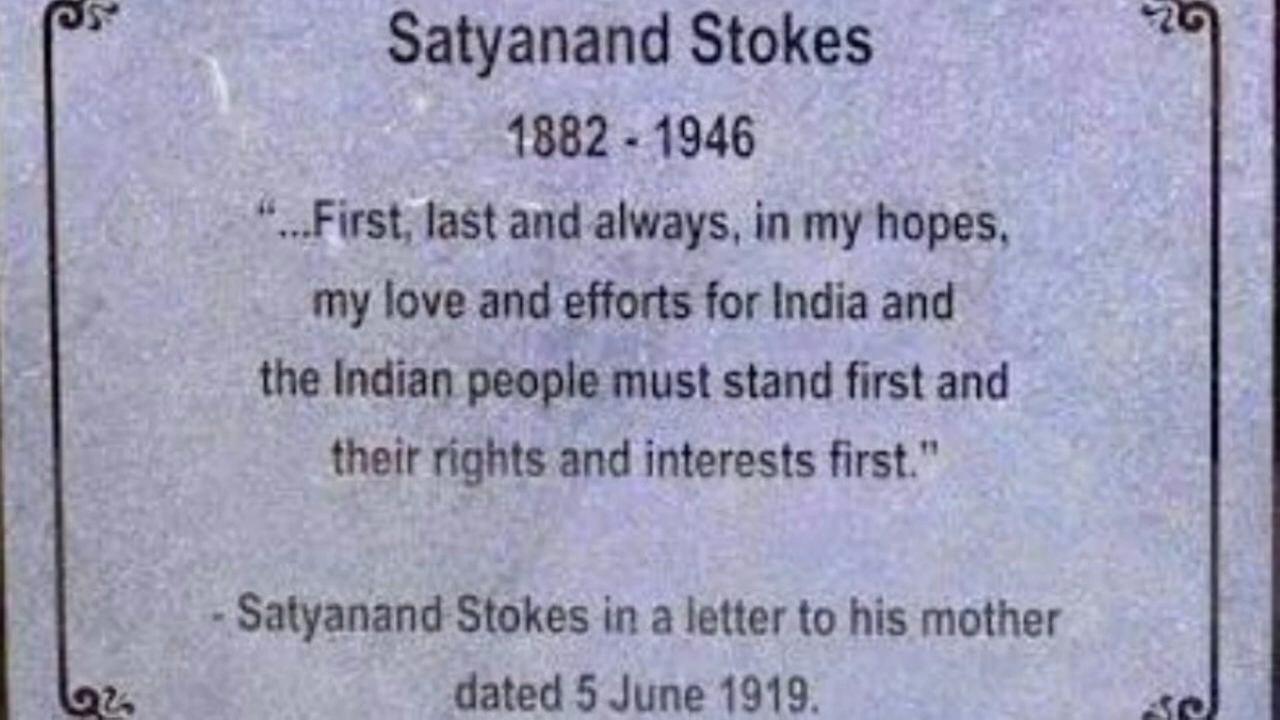 Satyanand Stokes
1882 - 1946
“...First, last and always, in my hopes,
my love and efforts for India and
the Indian people must stand first and
their rights and interests first.”
- Satyanand Stokes in a letter to his mother
dated 5 June 1919.